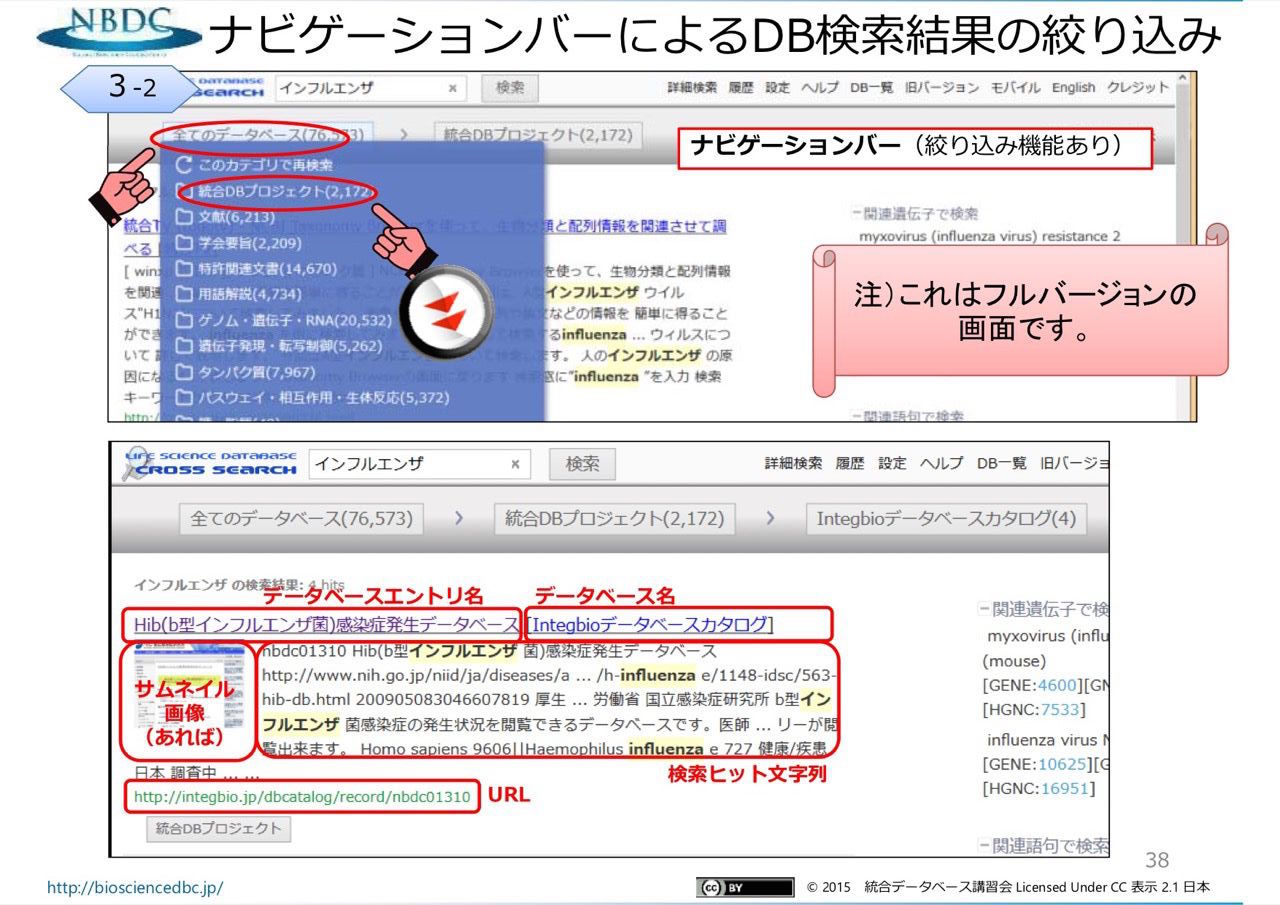 NBDC
ナビゲーションバーによるDB検索結果の絞り込み
3 -2
DATABASE
SEARCH
インフルエンザ
×
検索
詳細検索 履歴 設定 ヘルプ DB一覧 旧バージョン モバイル English クレジット
全てのデータベース(76,573)
>
統合DBプロジェクト(2,172)
ナビゲーションバー（絞り込み機能あり）
このカテゴリで再検索
統合DBプロジェクト(2,172
文献(6,213)
学会要旨(2,209)
特許関連文書(14,670)
用語解説(4,734)
ゲノム・遺伝子・RNA(20,532)
遺伝子発現・転写制御(5,262)
タンパク質(7,967)
パスウェイ・相互作用・生体反応(5,372)
統合T
類と配列情報を関連させて調
べる
[ win
を使って、生物分類と配列情報
を関連
インフルエンザ ウイル
ス"H1
などの情報を 簡単に得ること
ができ
るinfluenza ... ウィルスにつ
いて
ます。 人のインフルエンザ の原
因にな
窓に"influenza "を入力 検索
キーワ
http:/
−関連遺伝子で検索
myxovirus (influenza virus) resistance 2
注）これはフルバージョンの
画面です。
−関連語句で検索
LIFE SCIENCE DATABASE
CROSS SEARCH
インフルエンザ
×
検索
詳細検索 履歴 設定 ヘルプ DB一覧 旧バージョ
全てのデータベース(76,573)
>
統合DBプロジェクト(2,172)
>
Integbioデータベースカタログ(4)
インフルエンザ の検索結果: 4 hits
データベースエントリ名
データベース名
Hib(b型インフルエンザ菌)感染症発生データベース [Integbioデータベースカタログ]
サムネイル
画像
（あれば）
nbdc01310 Hib(b型インフルエンザ 菌)感染症発生データベース
http://www.nih.go.jp/niid/ja/diseases/a ... /h-influenza e/1148-idsc/563-
hib-db.html 200905083046607819 厚生 ... 労働省 国立感染症研究所 b型イン
フルエンザ 菌感染症の発生状況を閲覧できるデータベースです。医師 ... リーが閲
覧出来ます。 Homo sapiens 9606||Haemophilus influenza e 727 健康/疾患
日本 調査中 ... ...
検索ヒット文字列
http://integbio.jp/dbcatalog/record/nbdc01310
URL
統合DBプロジェクト
−関連遺伝子で検
myxovirus (influ
(mouse)
[GENE:4600][GN
[HGNC:7533]
influenza virus N
[GENE:10625][G
[HGNC:16951]
−関連語句で検索
38
http://biosciencedbc.jp/
cc BY
© 2015 統合データベース講習会 Licensed Under CC 表示 2.1 日本